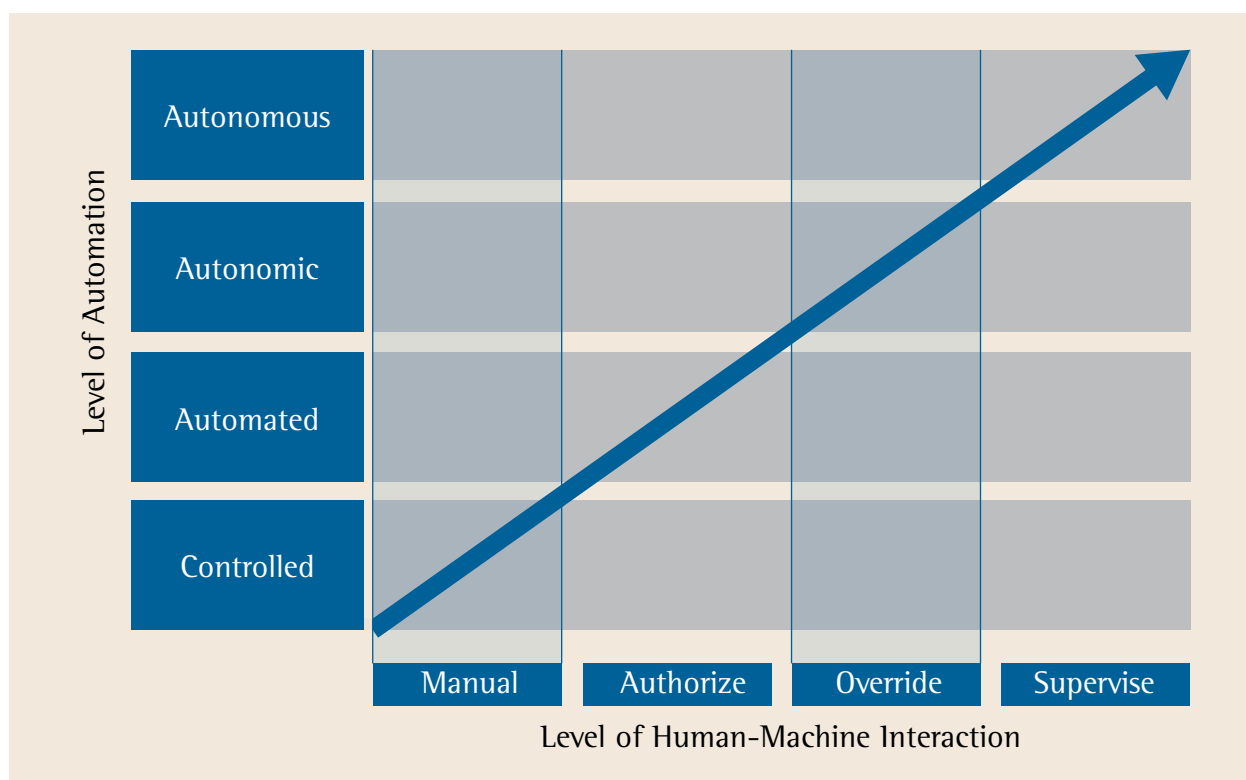 Level of Automation
Autonomous
Autonomic
Automated
Controlled
Manual
Authorize
Override
Supervise
Level of Human-Machine Interaction